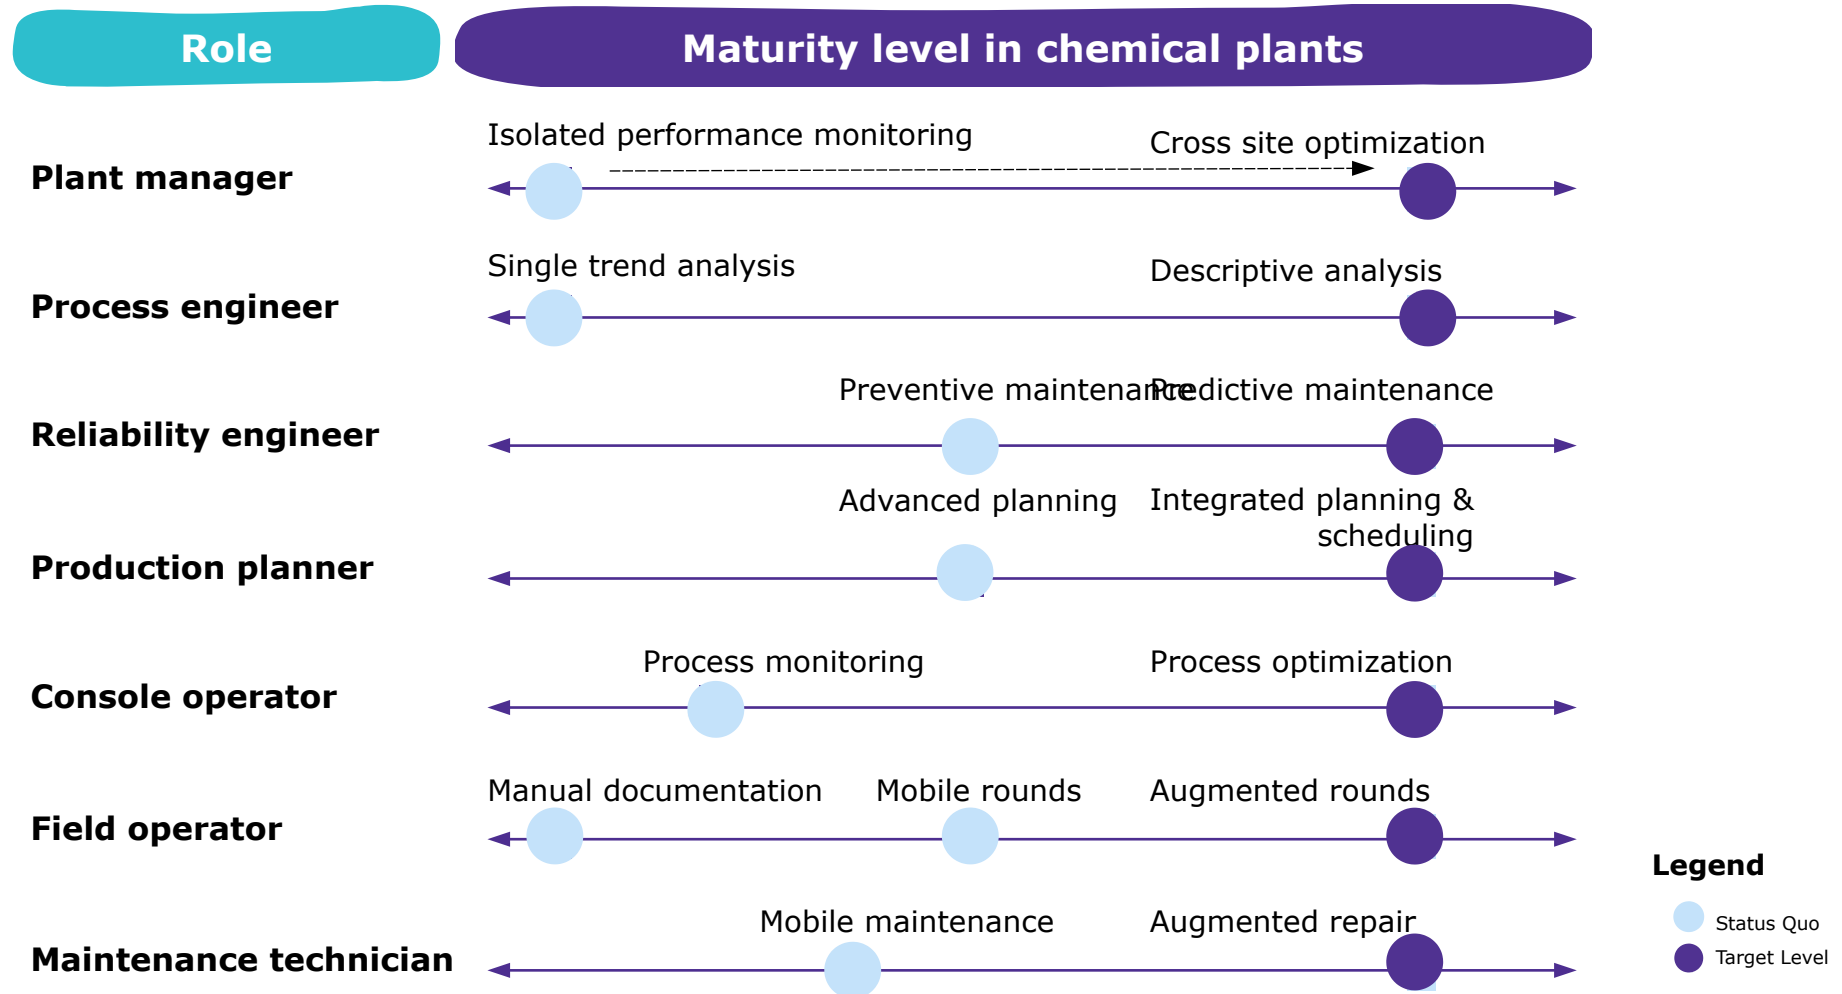 Role
Maturity level in chemical plants
Plant manager
Isolated performance monitoring
Cross site optimization
Process engineer
Single trend analysis
Descriptive analysis
Reliability engineer
Preventive maintenance
Predictive maintenance
Production planner
Advanced planning
Integrated planning &
scheduling
Console operator
Process monitoring
Process optimization
Field operator
Manual documentation
Mobile rounds
Augmented rounds
Maintenance technician
Mobile maintenance
Augmented repair
Legend
Status Quo
Target Level